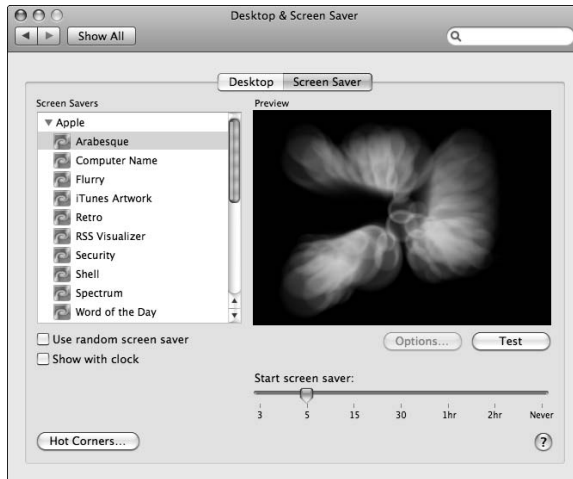 Desktop & Screen Saver
Show All
Desktop Screen Saver
Screen Savers
Preview
Apple
Arabesque
Computer Name
Flurry
iTunes Artwork
Retro
RSS Visualizer
Security
Shell
Spectrum
Word of the Day
Use random screen saver
Show with clock
Options... Test
Start screen saver:
3 5 15 30 1hr 2hr Never
Hot Corners... ?